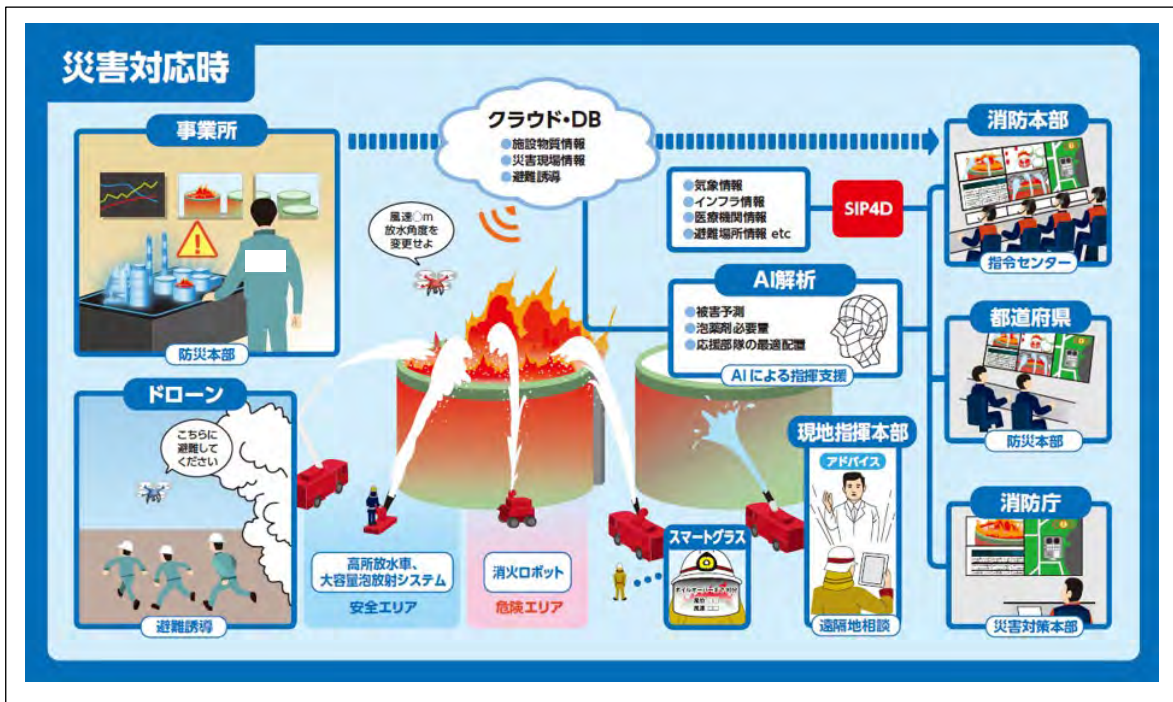 災害対応時
事業所
防災本部
クラウド・DB
●施設物質情報
●災害現場情報
●避難誘導
風速○m
放水角度を
変更せよ
●気象情報
●インフラ情報
●医療機関情報
●避難場所情報 etc
SIP4D
消防本部
指令センター
AI解析
●被害予測
●泡薬剤必要量
●応援部隊の最適配置
AIによる指揮支援
都道府県
防災本部
ドローン
こちらに
避難して
ください
避難誘導
高所放水車、
大容量泡放射システム
安全エリア
消火ロボット
危険エリア
スマートグラス
現地指揮本部
アドバイス
遠隔地相談
消防庁
災害対策本部